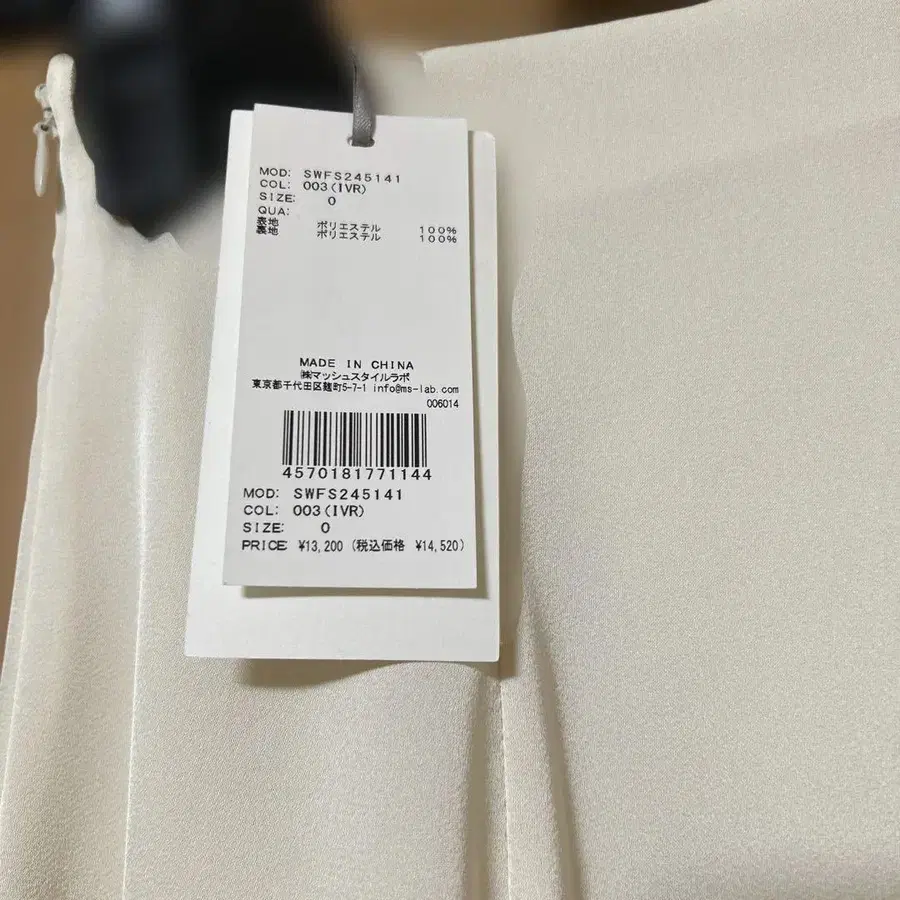 MOD: SWFS245141
COL: 003(IVR)
SIZE: 0
QUA:
表地 ポリエステル 100%
裏地 ポリエステル 100%
MADE IN CHINA
㈱マッシュスタイルラボ
東京都千代田区麹町5-7-1 info@ms-lab.com
006014
4570181771144
MOD: SWFS245141
COL: 003(IVR)
SIZE: 0
PRICE: ¥13,200 (税込価格 ¥14,520)